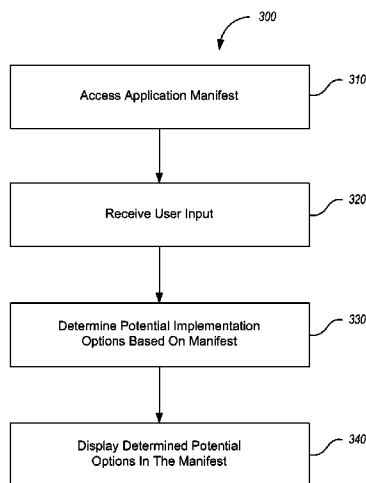 300
Access Application Manifest
310
Receive User Input
320
Determine Potential Implementation
Options Based On Manifest
330
Display Determined Potential
Options In The Manifest
340